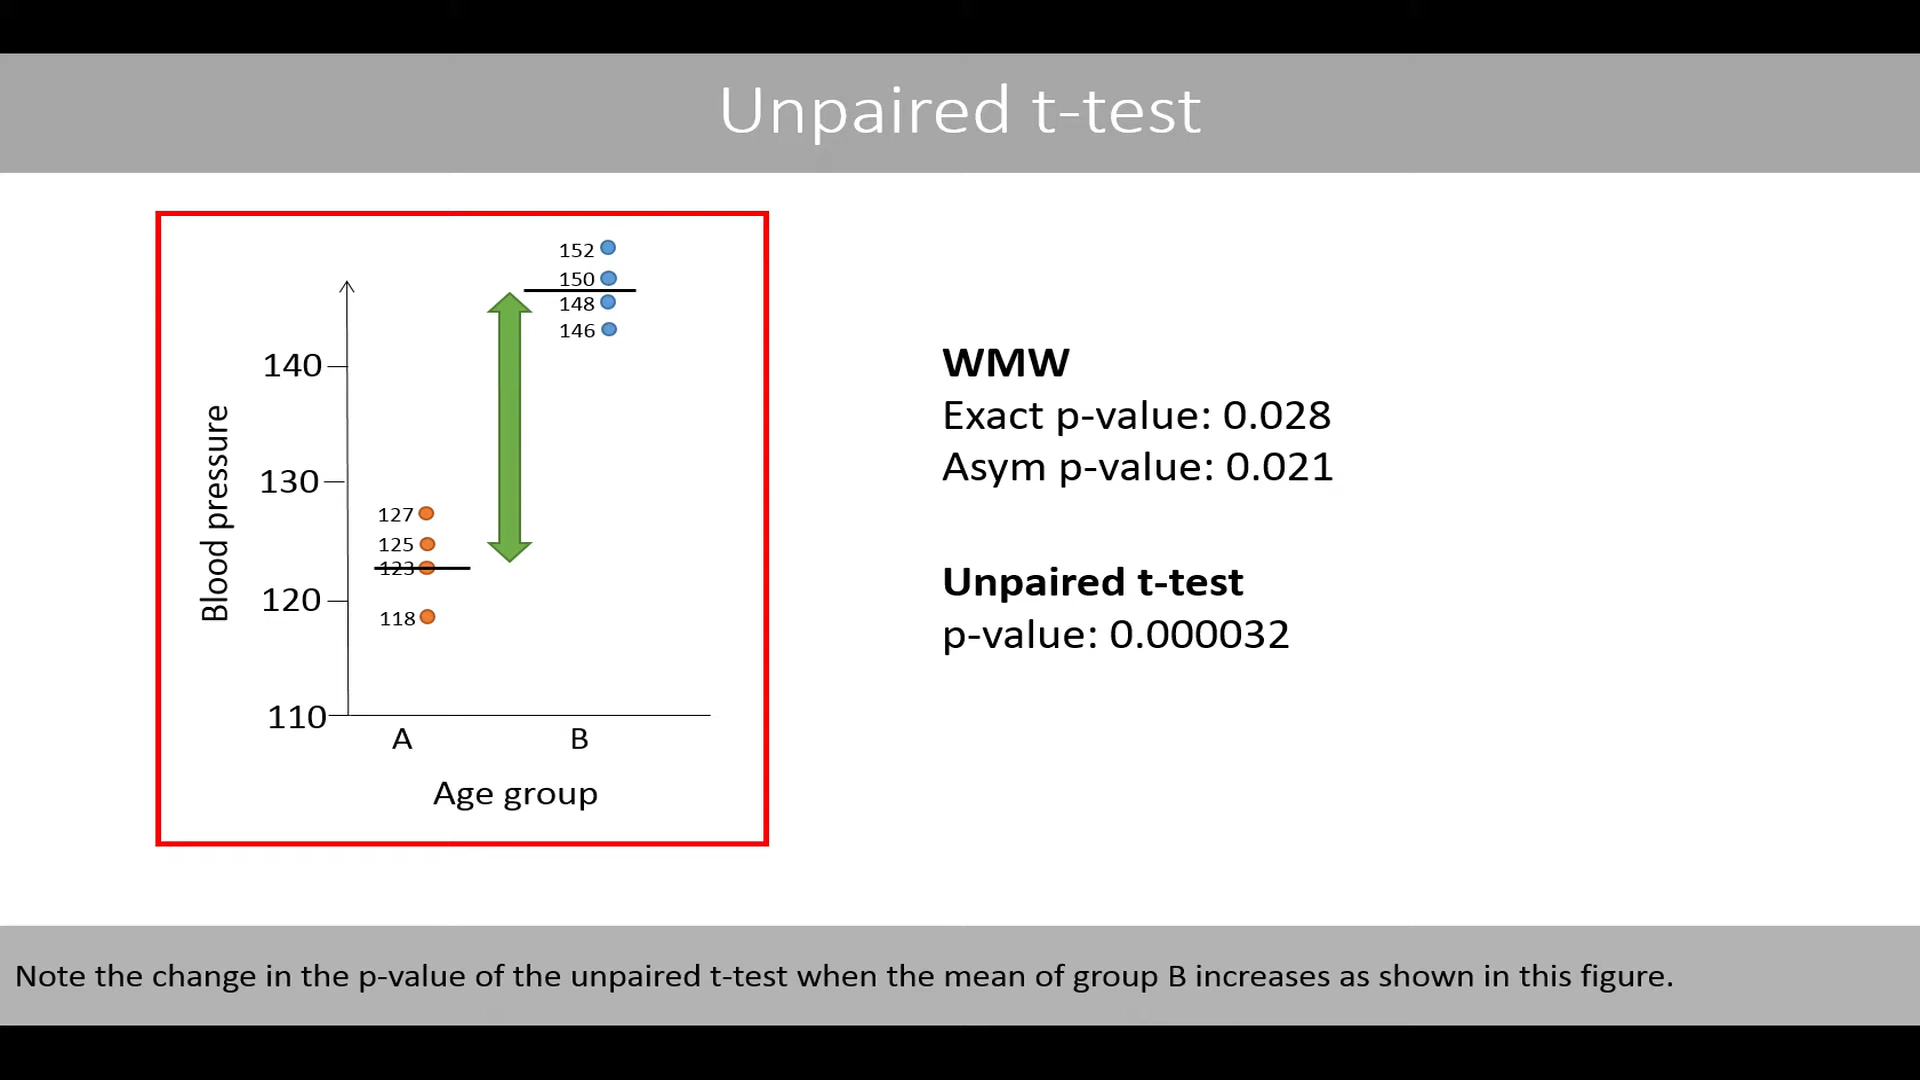 Unpaired t-test
152
150
148
146
140
130
127
125
123
120
118
110
Blood pressure
A
B
Age group
WMW
Exact p-value: 0.028
Asym p-value: 0.021
Unpaired t-test
p-value: 0.000032
Note the change in the p-value of the unpaired t-test when the mean of group B increases as shown in this figure.